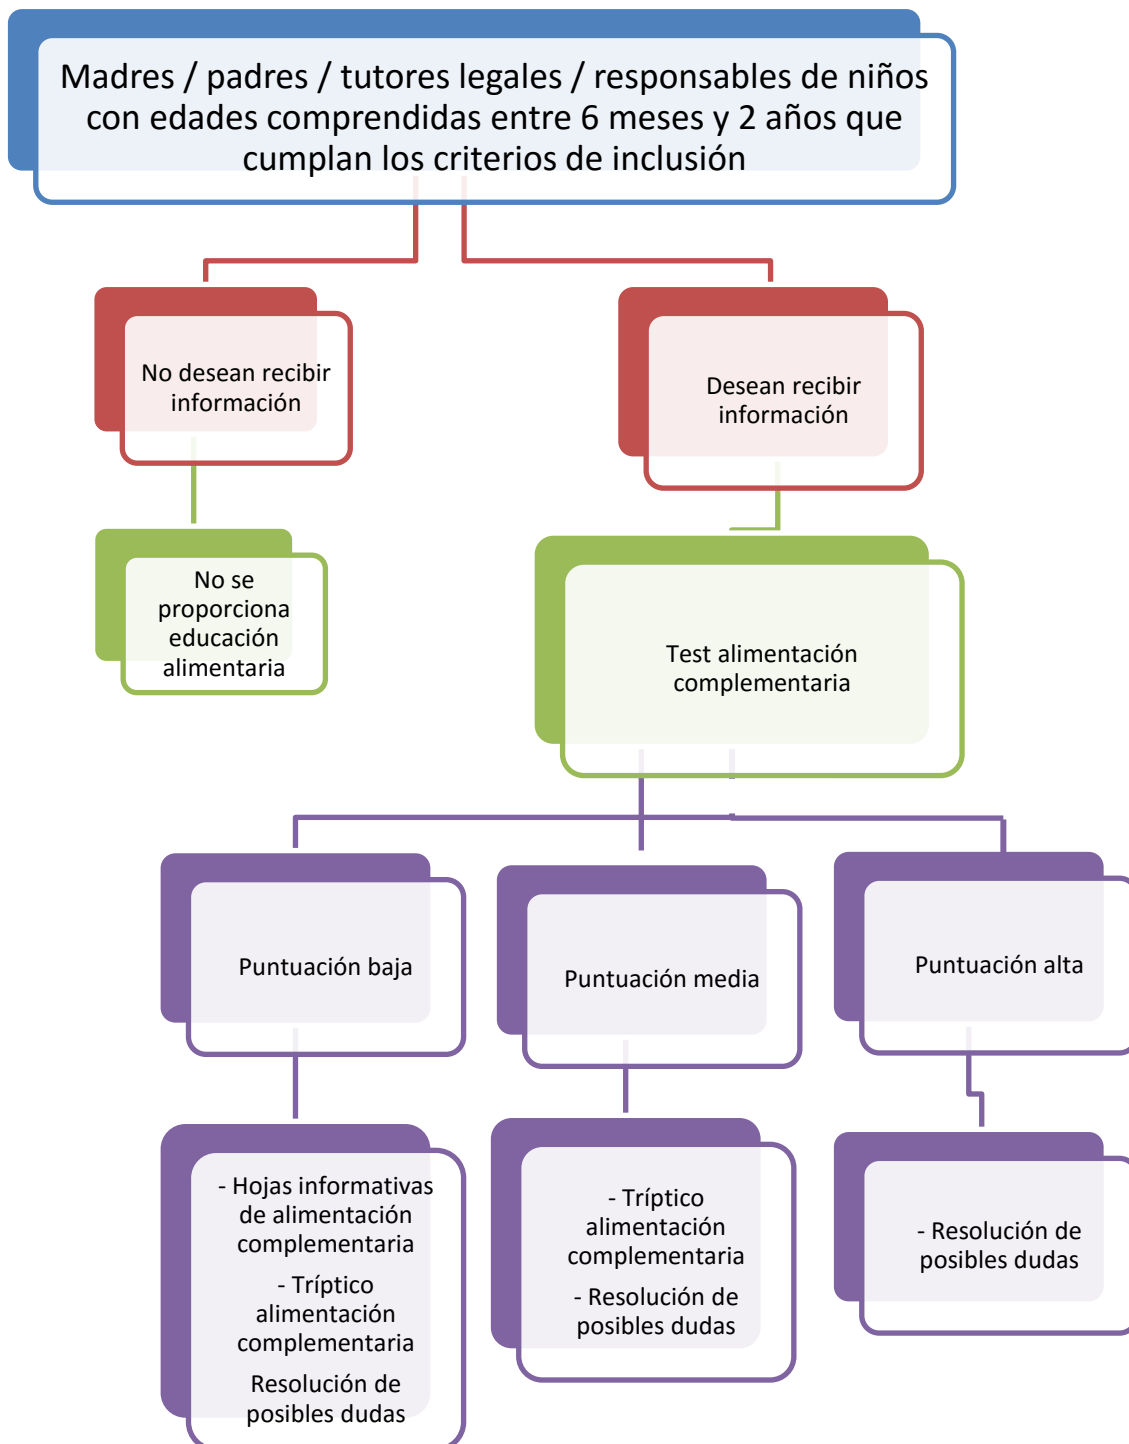 Madres / padres / tutores legales / responsables de niños
con edades comprendidas entre 6 meses y 2 años que
cumplan los criterios de inclusión
No desean recibir
información
Desean recibir
información
No se
proporciona
educación
alimentaria
Test alimentación
complementaria
Puntuación baja
Puntuación media
Puntuación alta
- Hojas informativas
de alimentación
complementaria
- Tríptico
alimentación
complementaria
Resolución de
posibles dudas
- Tríptico
alimentación
complementaria
- Resolución de
posibles dudas
- Resolución de
posibles dudas